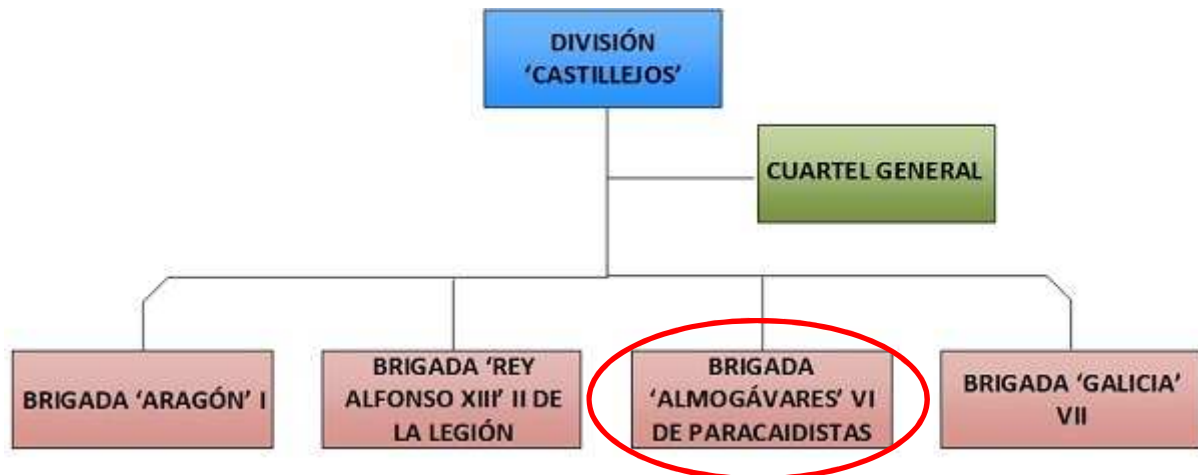 DIVISIÓN
‘CASTILLEJOS’
CUARTEL GENERAL
BRIGADA ‘ARAGÓN’ I
BRIGADA ‘REY
ALFONSO XIII’ II DE
LA LEGIÓN
BRIGADA
‘ALMOGÁVARES’ VI
DE PARACAIDISTAS
BRIGADA ‘GALICIA’
VII